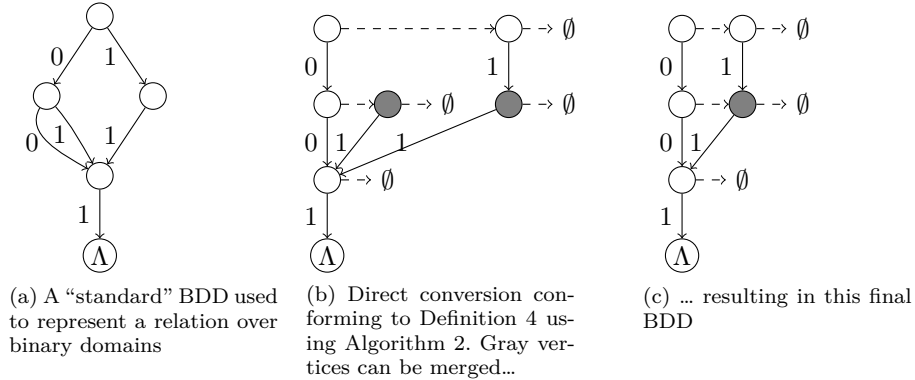 0 1
0 1 1
1
Λ
(a) A “standard” BDD used
to represent a relation over
binary domains
∅
0 1
∅ ∅
0 1 1
∅
1
Λ
(b) Direct conversion con-
forming to Definition 4 us-
ing Algorithm 2. Gray ver-
tices can be merged…
∅
0 1
∅
0 1
∅
1
Λ
(c) … resulting in this final
BDD